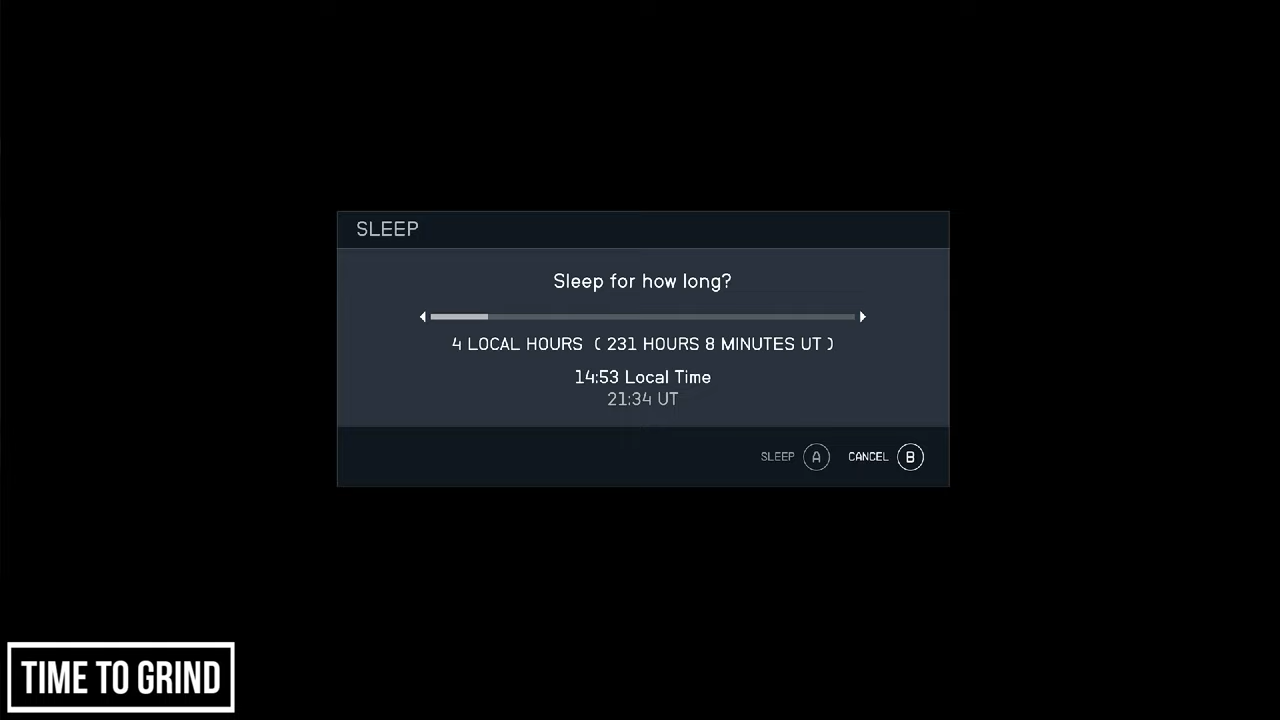 SLEEP
Sleep for how long?
4 LOCAL HOURS ( 231 HOURS 8 MINUTES UT )
14:53 Local Time
21:34 UT
SLEEP A CANCEL B
TIME TO GRIND